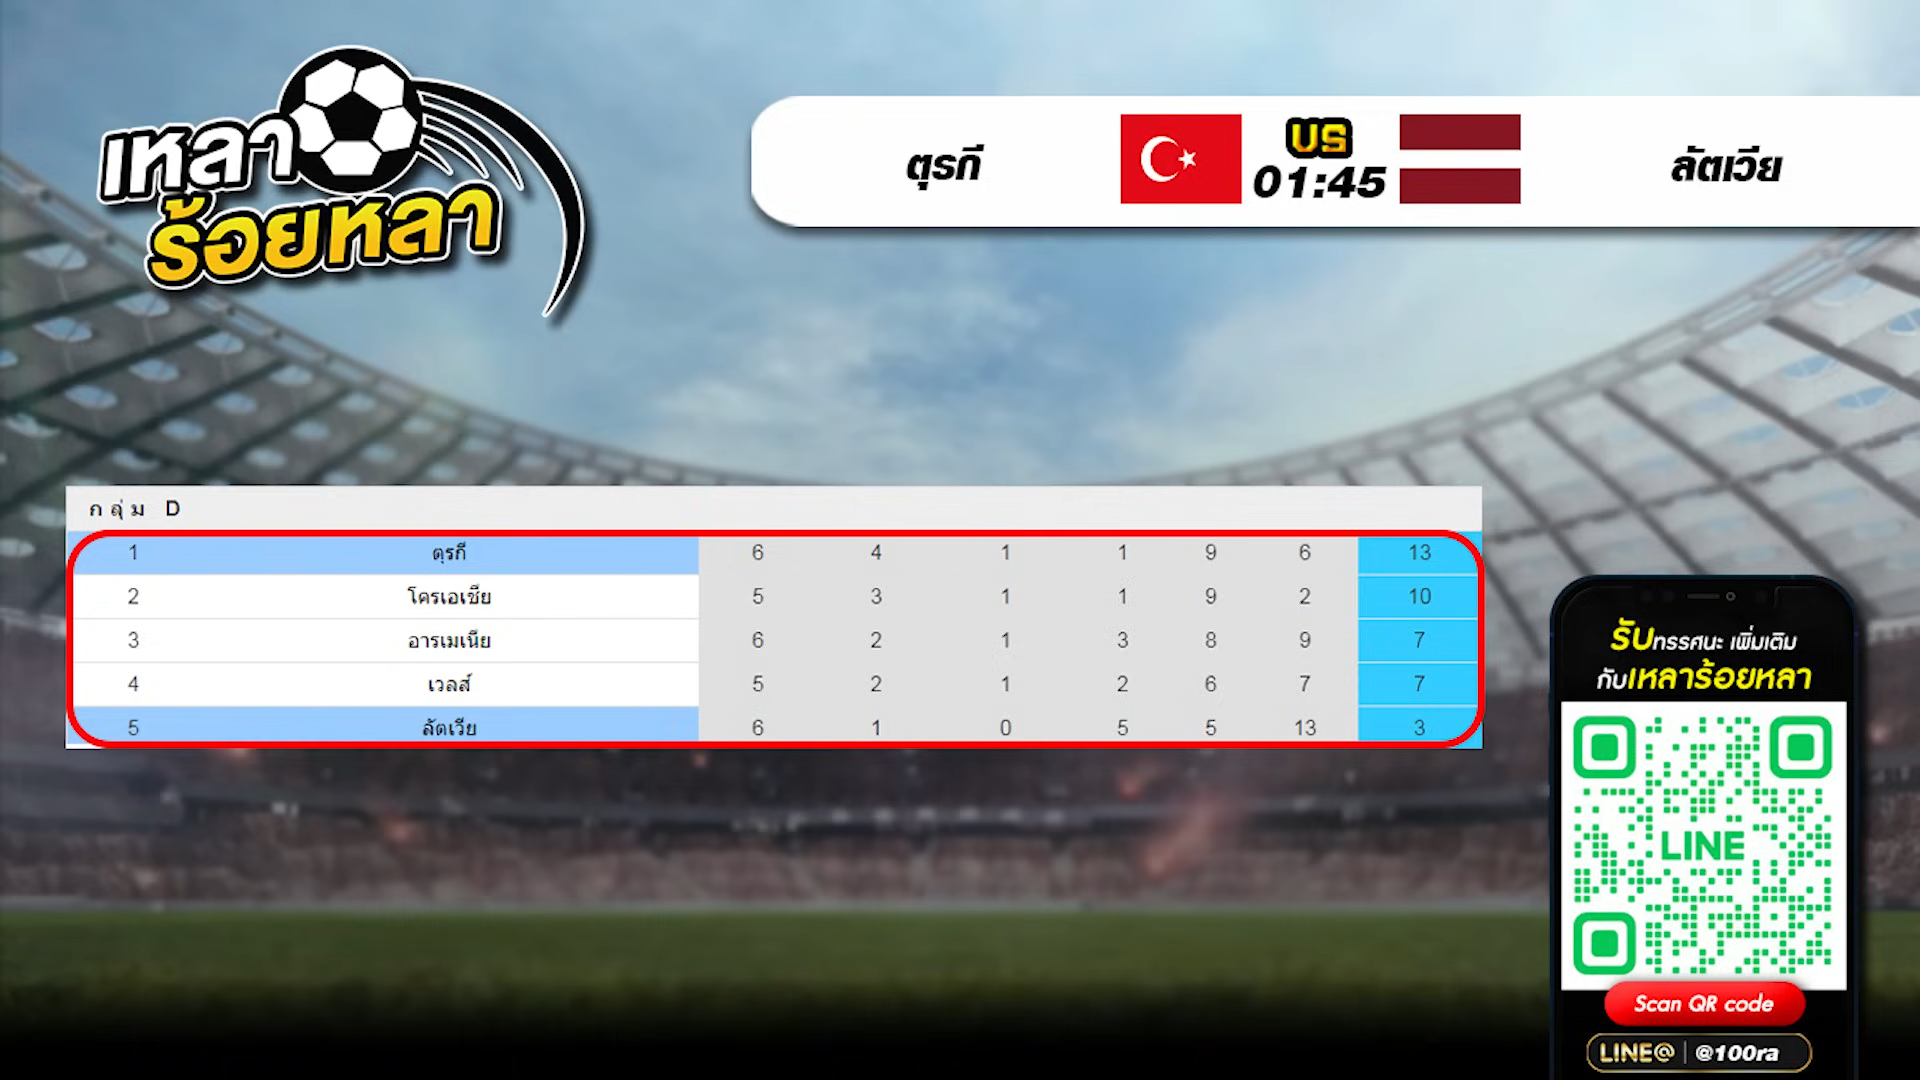 เหลา
ร้อยหลา
ตุรกี
VS
01:45
ลัตเวีย
กลุ่ม D
1 ตุรกี 6 4 1 1 9 6 13
2 โครเอเชีย 5 3 1 1 9 2 10
3 อาร์เมเนีย 6 2 1 3 8 9 7
4 เวลส์ 5 2 1 2 6 7 7
5 ลัตเวีย 6 1 0 5 5 13 3
รับทรรศนะ เพิ่มเติม
กับเหลาร้อยหลา
LINE
Scan QR code
LINE@ | @100ra